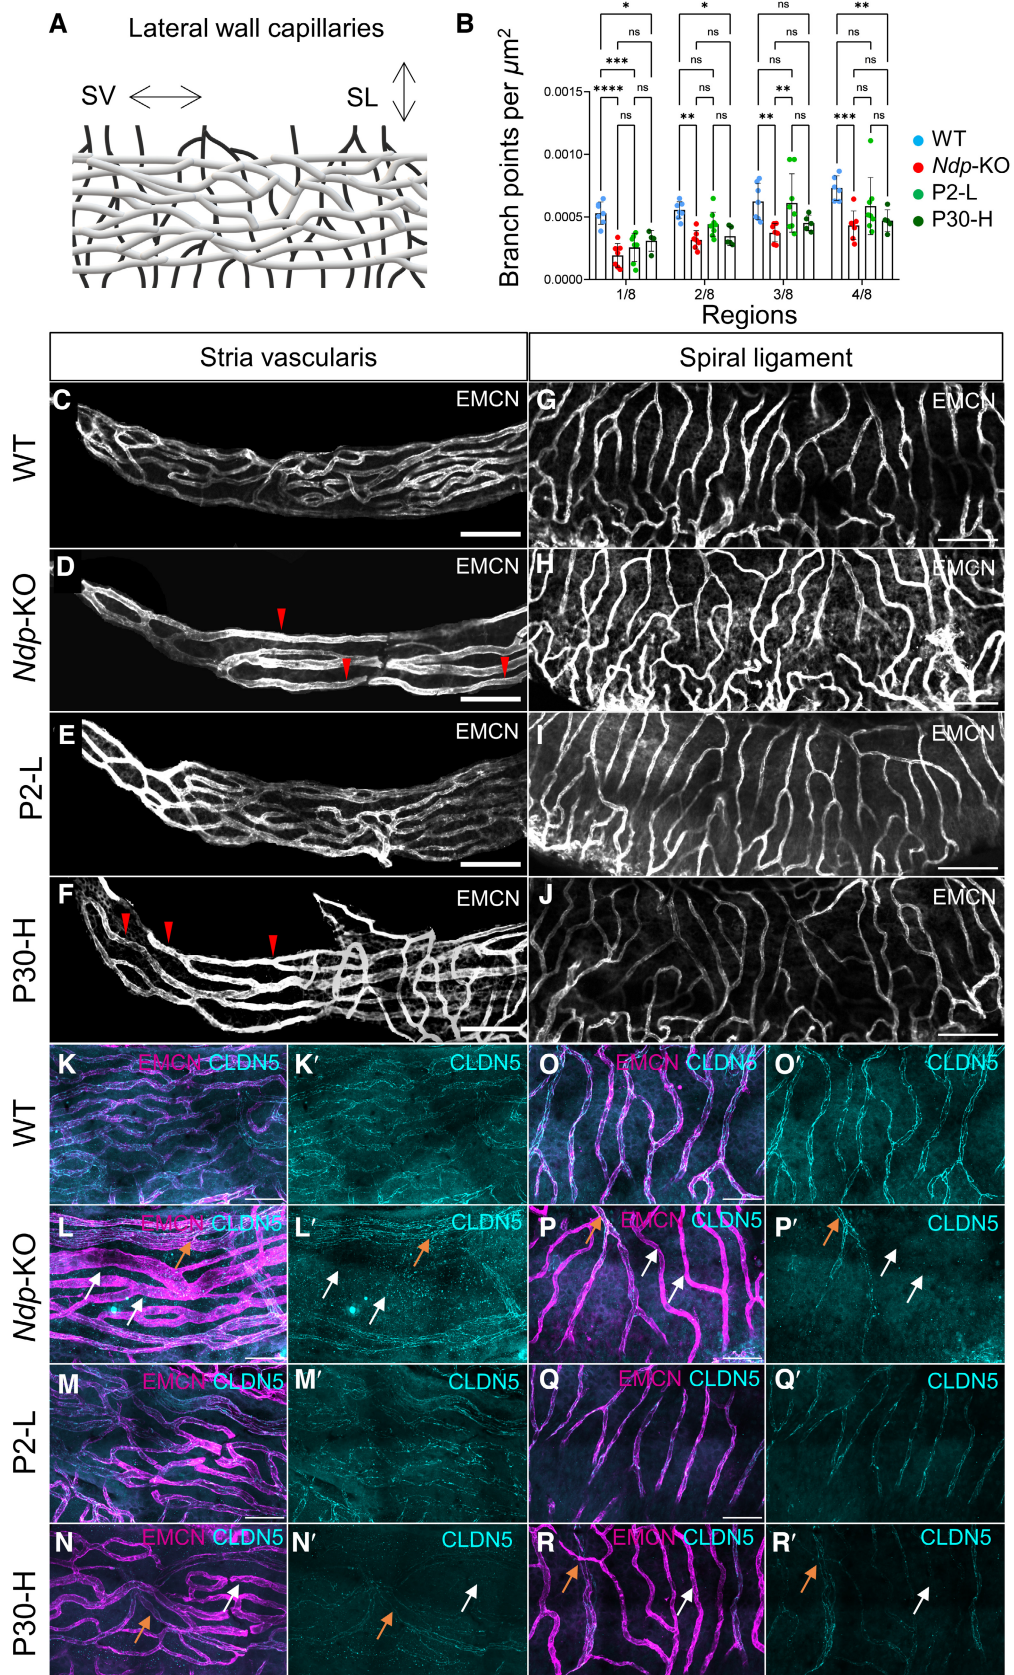 A
Lateral wall capillaries
SV
SL
B
Branch points per µm²
0.0015
0.0010
0.0005
0.0000
* * ns **
ns ns ns ns
*** ns ns ns
**** ns ns ** ns ns
ns ** ns ** ns ***
1/8 2/8 3/8 4/8
Regions
WT
Ndp-KO
P2-L
P30-H
Stria vascularis
Spiral ligament
WT
C EMCN
G EMCN
Ndp-KO
D EMCN
H EMCN
P2-L
E EMCN
I EMCN
P30-H
F EMCN
J EMCN
WT
K EMCN CLDN5
K′ CLDN5
O EMCN CLDN5
O′ CLDN5
Ndp-KO
L EMCN CLDN5
L′ CLDN5
P EMCN CLDN5
P′ CLDN5
P2-L
M EMCN CLDN5
M′ CLDN5
Q EMCN CLDN5
Q′ CLDN5
P30-H
N EMCN CLDN5
N′ CLDN5
R EMCN CLDN5
R′ CLDN5